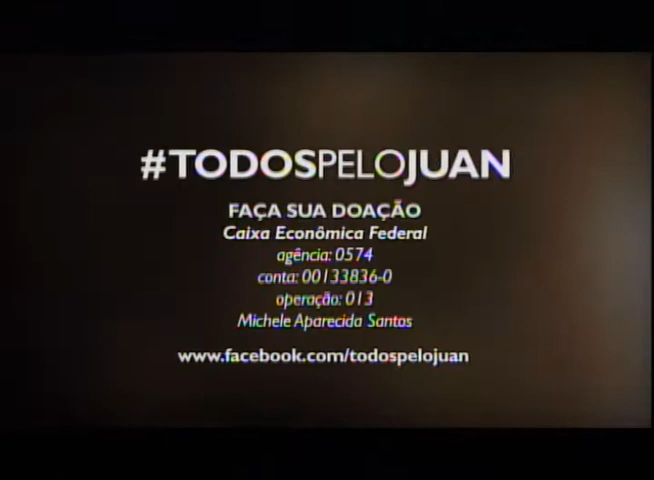 #TODOSPELOJUAN
FAÇA SUA DOAÇÃO
Caixa Econômica Federal
agência: 0574
conta: 00133836-0
operação: 013
Michele Aparecida Santos
www.facebook.com/todospelojuan